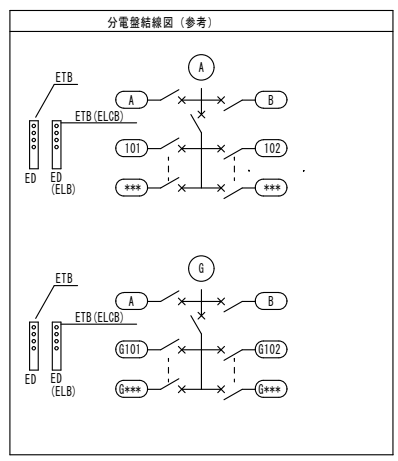 分電盤結線図（参考）
A
ETB
A
B
ETB(ELCB)
101
102
ED
ED
(ELB)
***
***
G
ETB
A
B
ETB(ELCB)
G101
G102
ED
ED
(ELB)
G***
G***